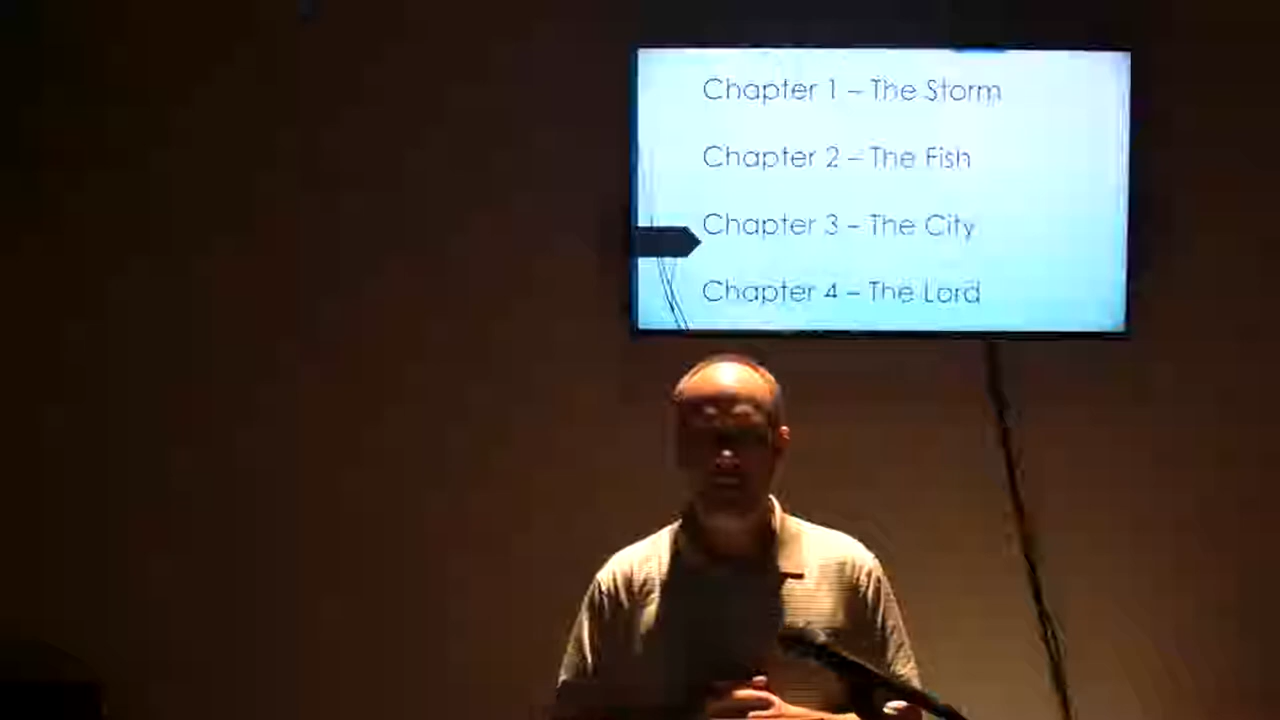 Chapter 1 – The Storm
Chapter 2 – The Fish
Chapter 3 – The City
Chapter 4 – The Lord